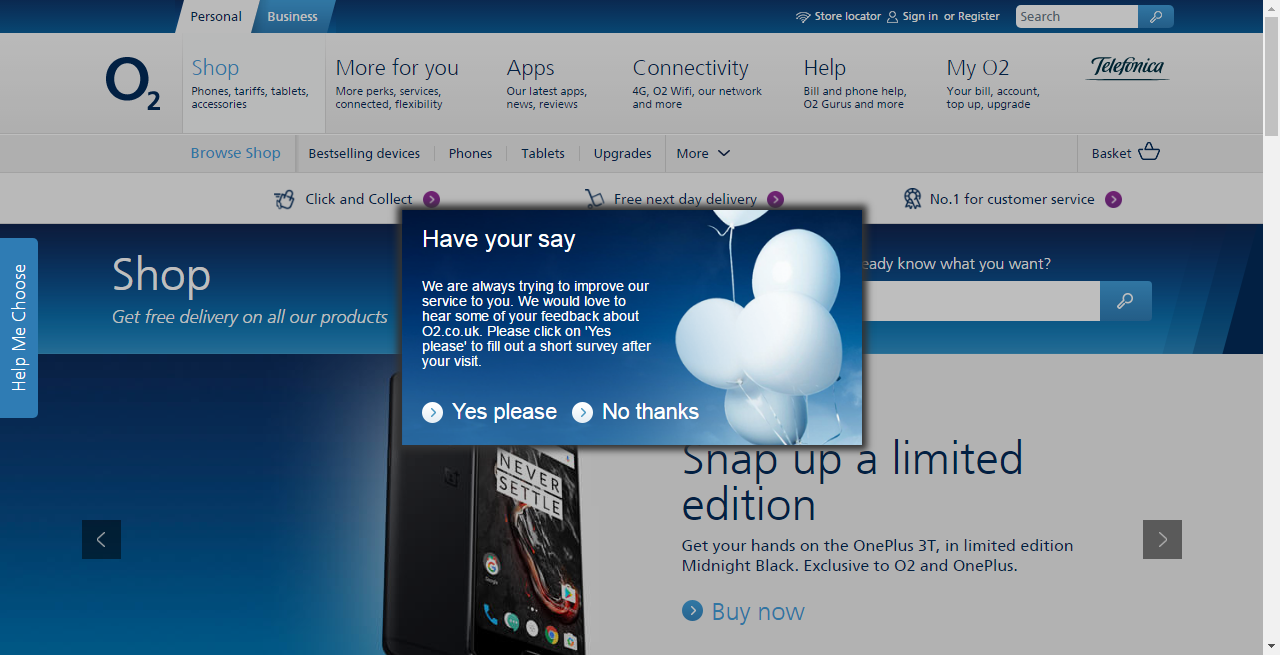 Personal
Business
Store locator
Sign in or Register
Search
O2
Shop
Phones, tariffs, tablets,
accessories
More for you
More perks, services,
connected, flexibility
Apps
Our latest apps,
news, reviews
Connectivity
4G, O2 Wifi, our network
and more
Help
Bill and phone help,
O2 Gurus and more
My O2
Your bill, account,
top up, upgrade
Telefónica
Browse Shop
Bestselling devices
Phones
Tablets
Upgrades
More
Basket
Click and Collect
Free next day delivery
No.1 for customer service
Help Me Choose
Shop
Get free delivery on all our products
know what you want?
Have your say
We are always trying to improve our
service to you. We would love to
hear some of your feedback about
O2.co.uk. Please click on 'Yes
please' to fill out a short survey after
your visit.
Yes please
No thanks
NEVER
SETTLE
Snap up a limited
edition
Get your hands on the OnePlus 3T, in limited edition
Midnight Black. Exclusive to O2 and OnePlus.
Buy now